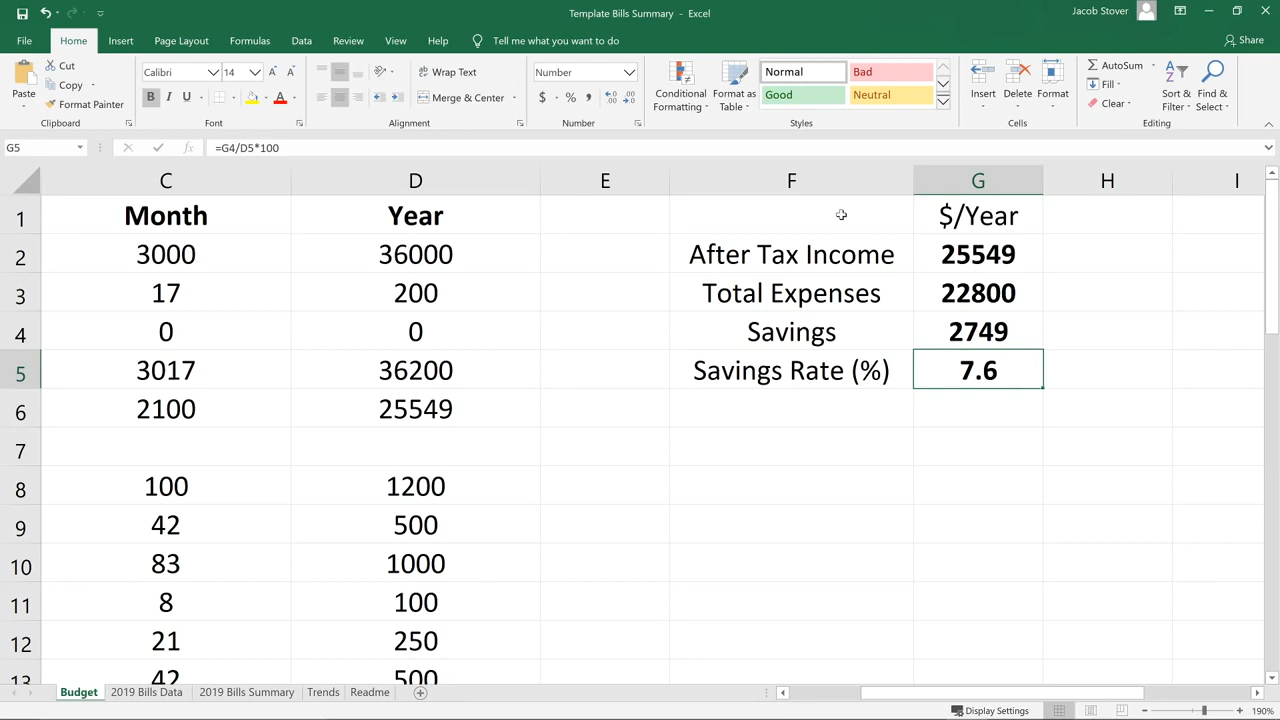 Template Bills Summary - Excel
Jacob Stover
File Home Insert Page Layout Formulas Data Review View Help Tell me what you want to do Share
Paste
Cut
Copy
Format Painter
Clipboard
Calibri 14 A A
B I U A
Font
Wrap Text
Merge & Center
Alignment
Number
$ % ,
Number
Conditional Formatting
Format as Table
Normal Bad
Good Neutral
Styles
Insert Delete Format
Cells
AutoSum
Fill
Clear
Sort & Filter
Find & Select
Editing
G5 fx =G4/D5*100
C D E F G H I
1 Month Year $/Year
2 3000 36000 After Tax Income 25549
3 17 200 Total Expenses 22800
4 0 0 Savings 2749
5 3017 36200 Savings Rate (%) 7.6
6 2100 25549
7
8 100 1200
9 42 500
10 83 1000
11 8 100
12 21 250
13 42 500
Budget 2019 Bills Data 2019 Bills Summary Trends Readme
Display Settings 190%